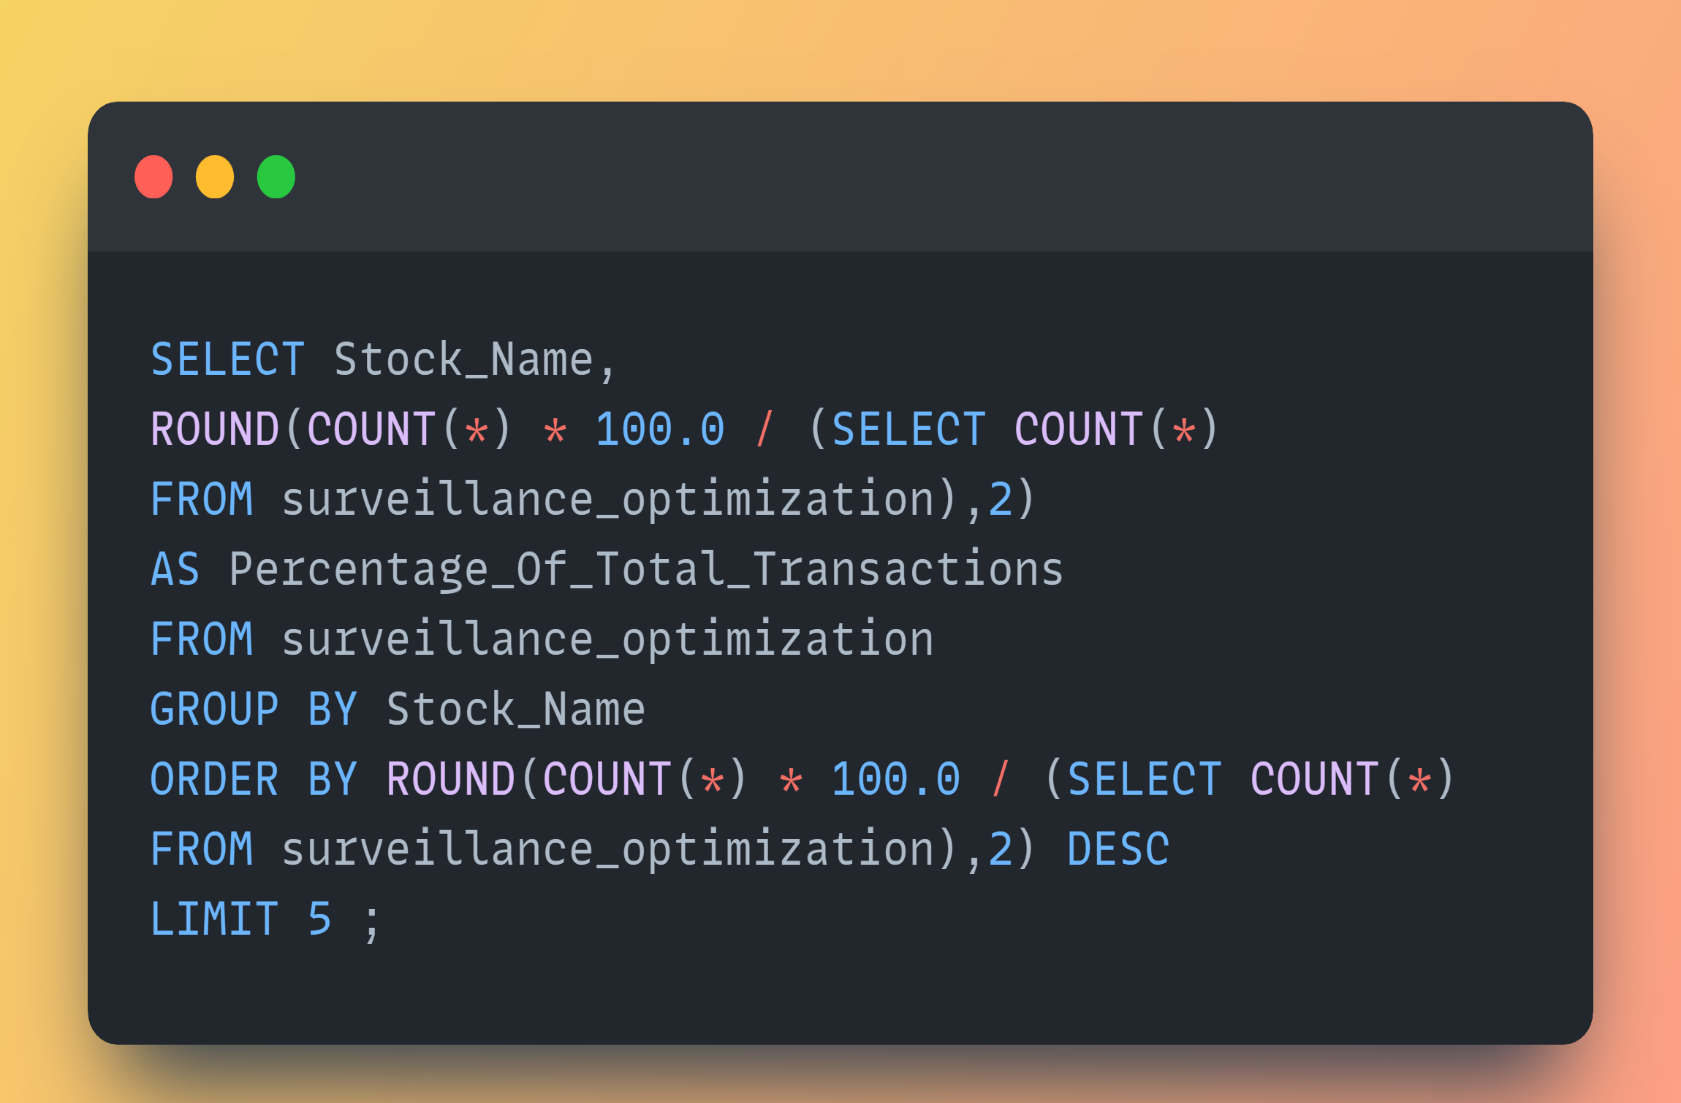 SELECT Stock_Name,
ROUND(COUNT(*) * 100.0 / (SELECT COUNT(*)
FROM surveillance_optimization),2)
AS Percentage_Of_Total_Transactions
FROM surveillance_optimization
GROUP BY Stock_Name
ORDER BY ROUND(COUNT(*) * 100.0 / (SELECT COUNT(*)
FROM surveillance_optimization),2) DESC
LIMIT 5 ;